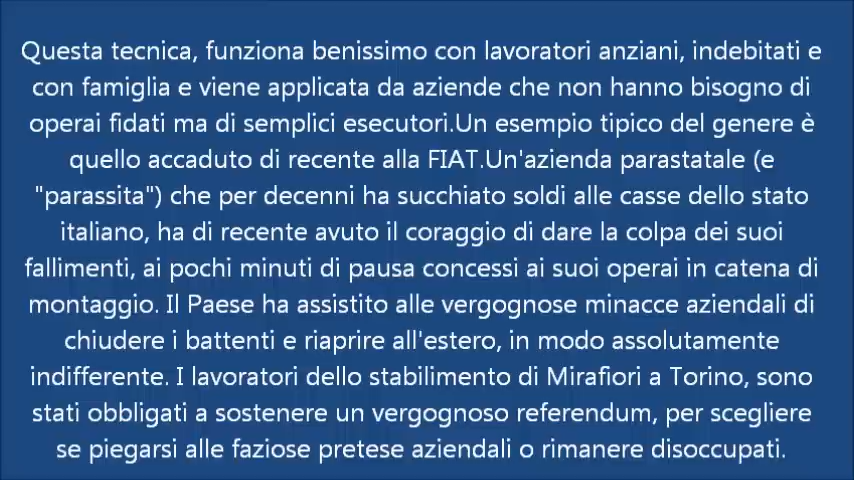 Questa tecnica, funziona benissimo con lavoratori anziani, indebitati e
con famiglia e viene applicata da aziende che non hanno bisogno di
operai fidati ma di semplici esecutori.Un esempio tipico del genere è
quello accaduto di recente alla FIAT.Un'azienda parastatale (e
"parassita") che per decenni ha succhiato soldi alle casse dello stato
italiano, ha di recente avuto il coraggio di dare la colpa dei suoi
fallimenti, ai pochi minuti di pausa concessi ai suoi operai in catena di
montaggio. Il Paese ha assistito alle vergognose minacce aziendali di
chiudere i battenti e riaprire all'estero, in modo assolutamente
indifferente. I lavoratori dello stabilimento di Mirafiori a Torino, sono
stati obbligati a sostenere un vergognoso referendum, per scegliere
se piegarsi alle faziose pretese aziendali o rimanere disoccupati.